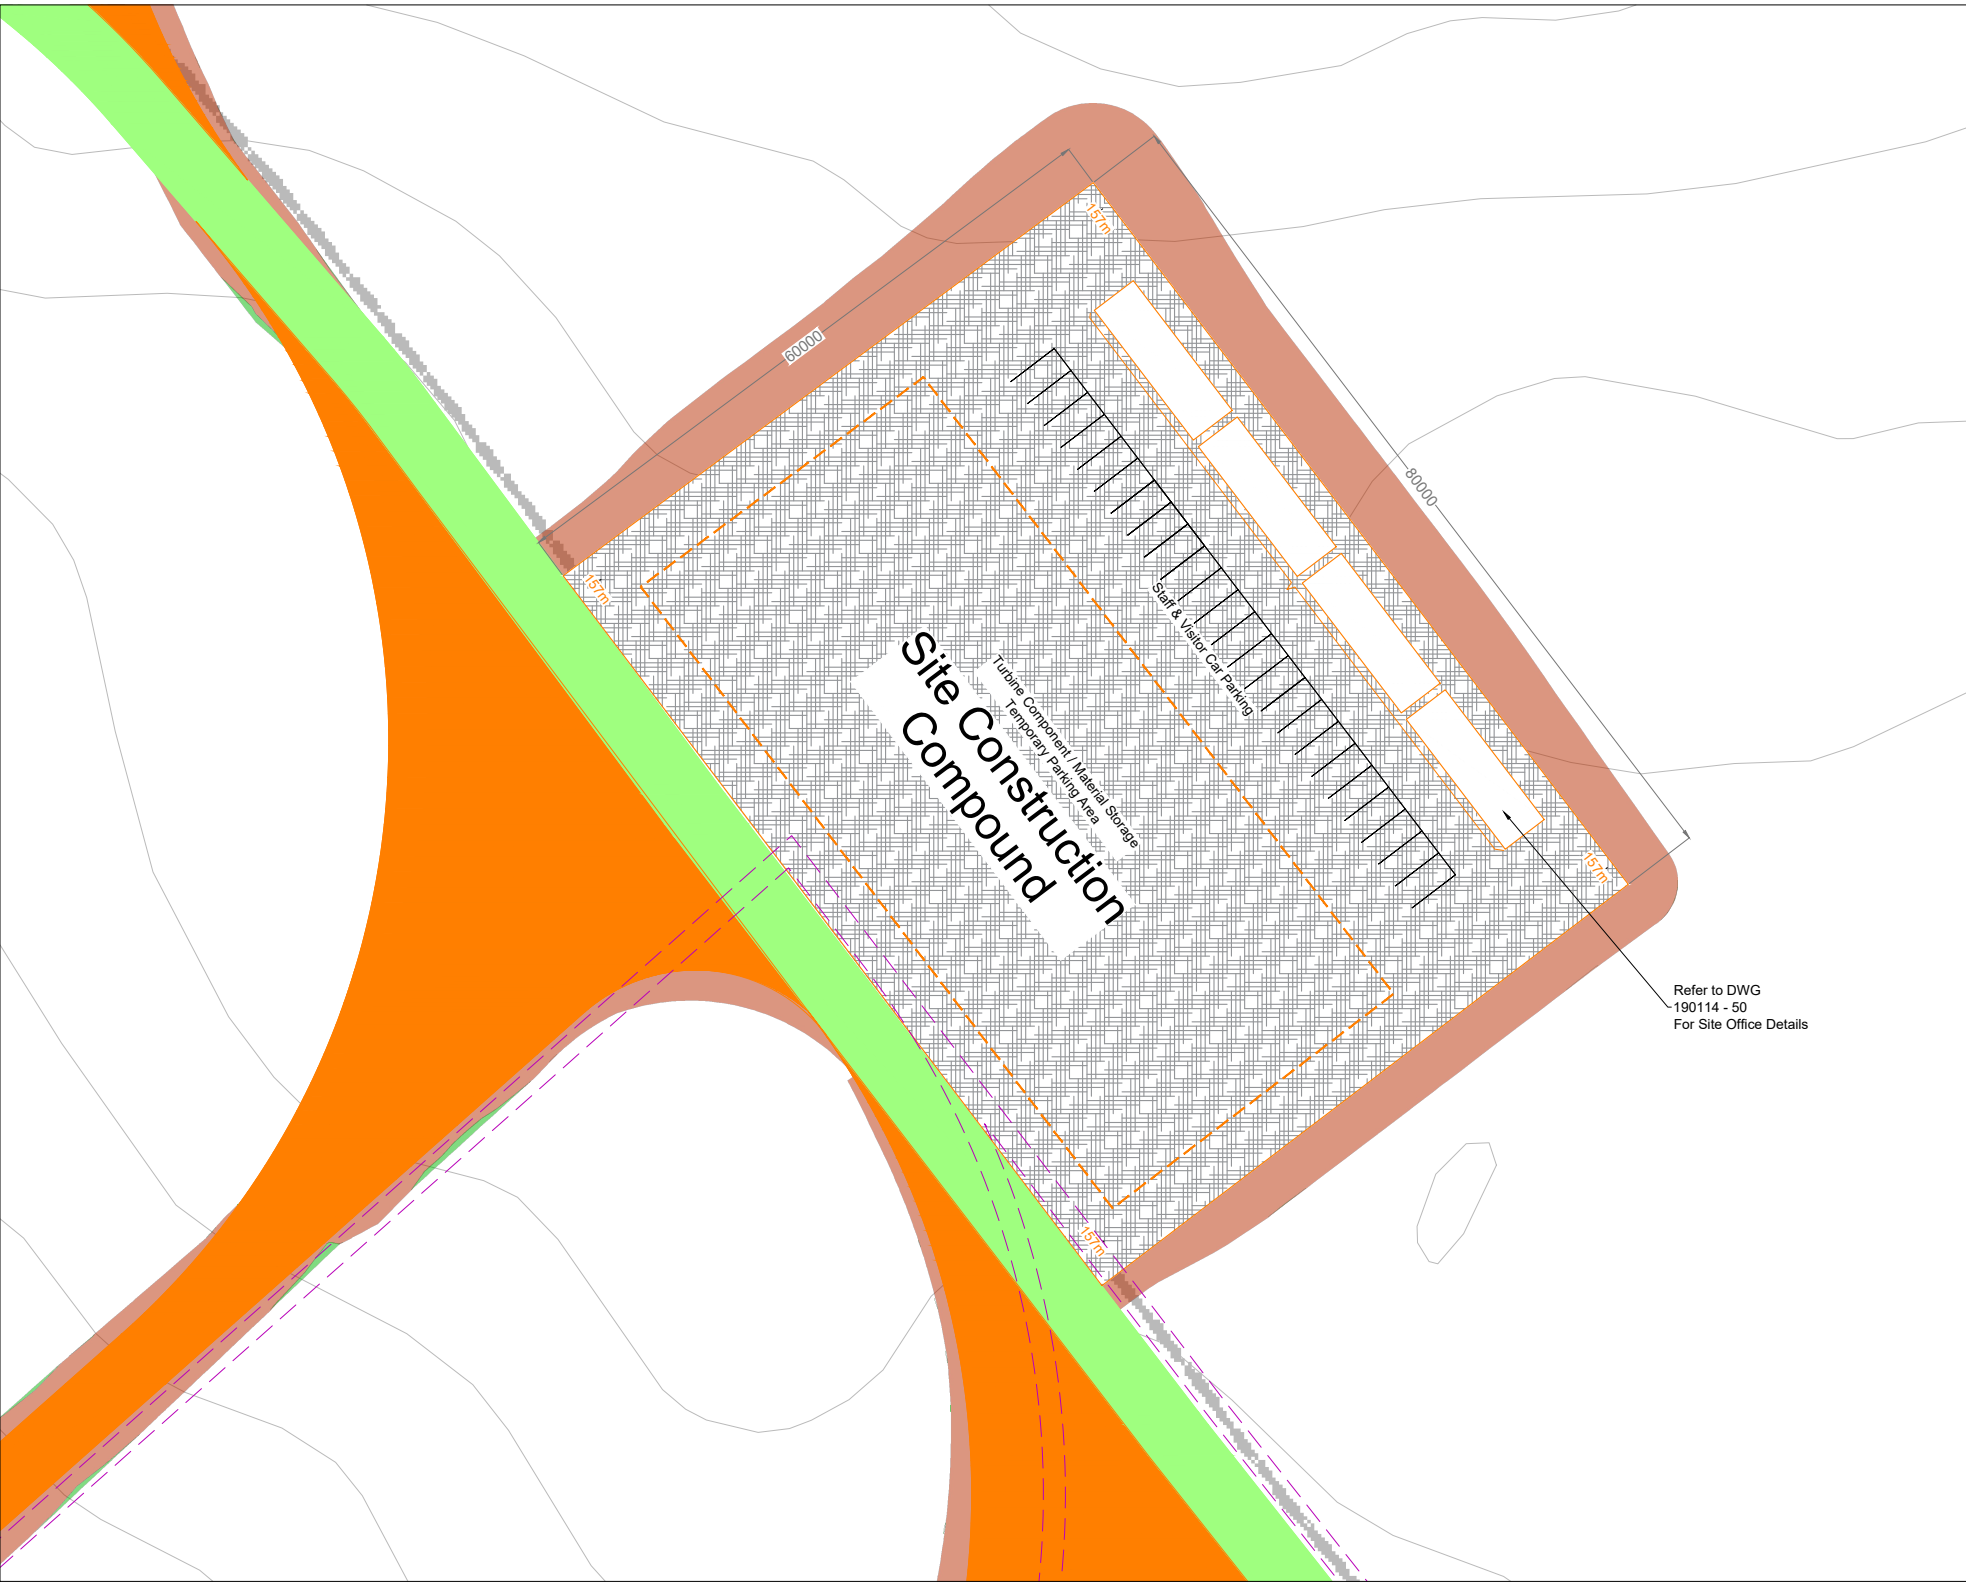 157m
60000
80000
157m
Staff & Visitor Car Parking
Turbine Component / Material Storage
Temporary Parking Area
Site Construction
Compound
157m
Refer to DWG
190114 - 50
For Site Office Details
157m